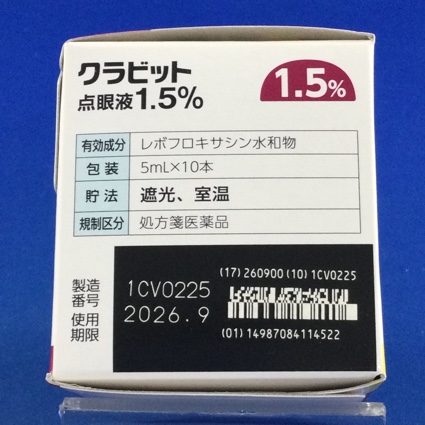 クラビット
点眼液1.5%
1.5%
有効成分 レボフロキサシン水和物
包装 5mL×10本
貯法 遮光、室温
規制区分 処方箋医薬品
製造番号 1CV0225
使用期限 2026.9
(17) 260900 (10) 1CV0225
(01) 14987084114522